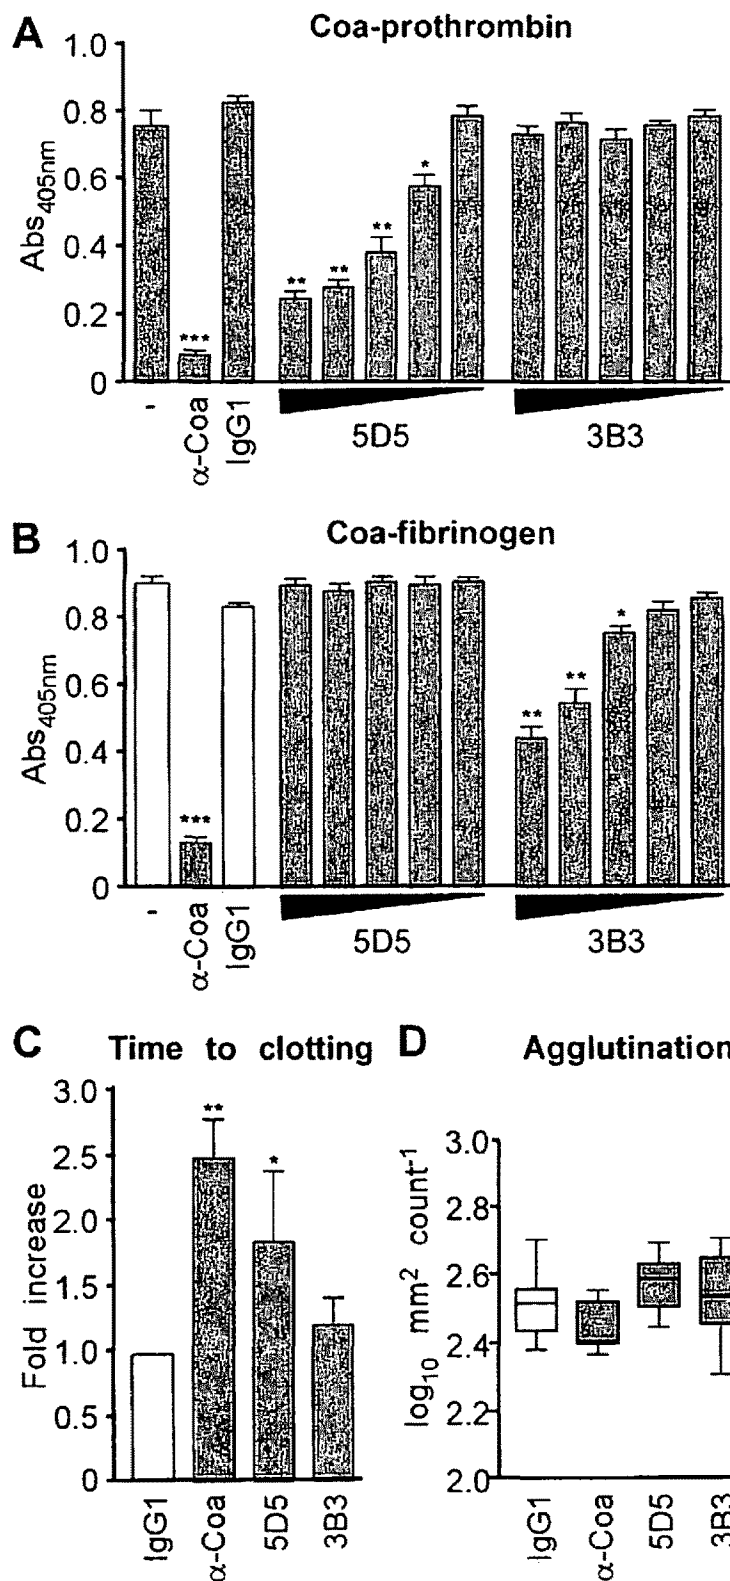 A Coa-prothrombin
1.0
0.8
0.6
0.4
0.2
0
Abs405nm
***
** ** ** *
- α-Coa IgG1 5D5 3B3
B Coa-fibrinogen
1.0
0.8
0.6
0.4
0.2
0
Abs405nm
***
** ** *
- α-Coa IgG1 5D5 3B3
C Time to clotting
3.0
2.5
2.0
1.5
1.0
0.5
0
Fold increase
**
*
IgG1 α-Coa 5D5 3B3
D Agglutination
3.0
2.8
2.6
2.4
2.2
2.0
log10 mm2 count-1
IgG1 α-Coa 5D5 3B3